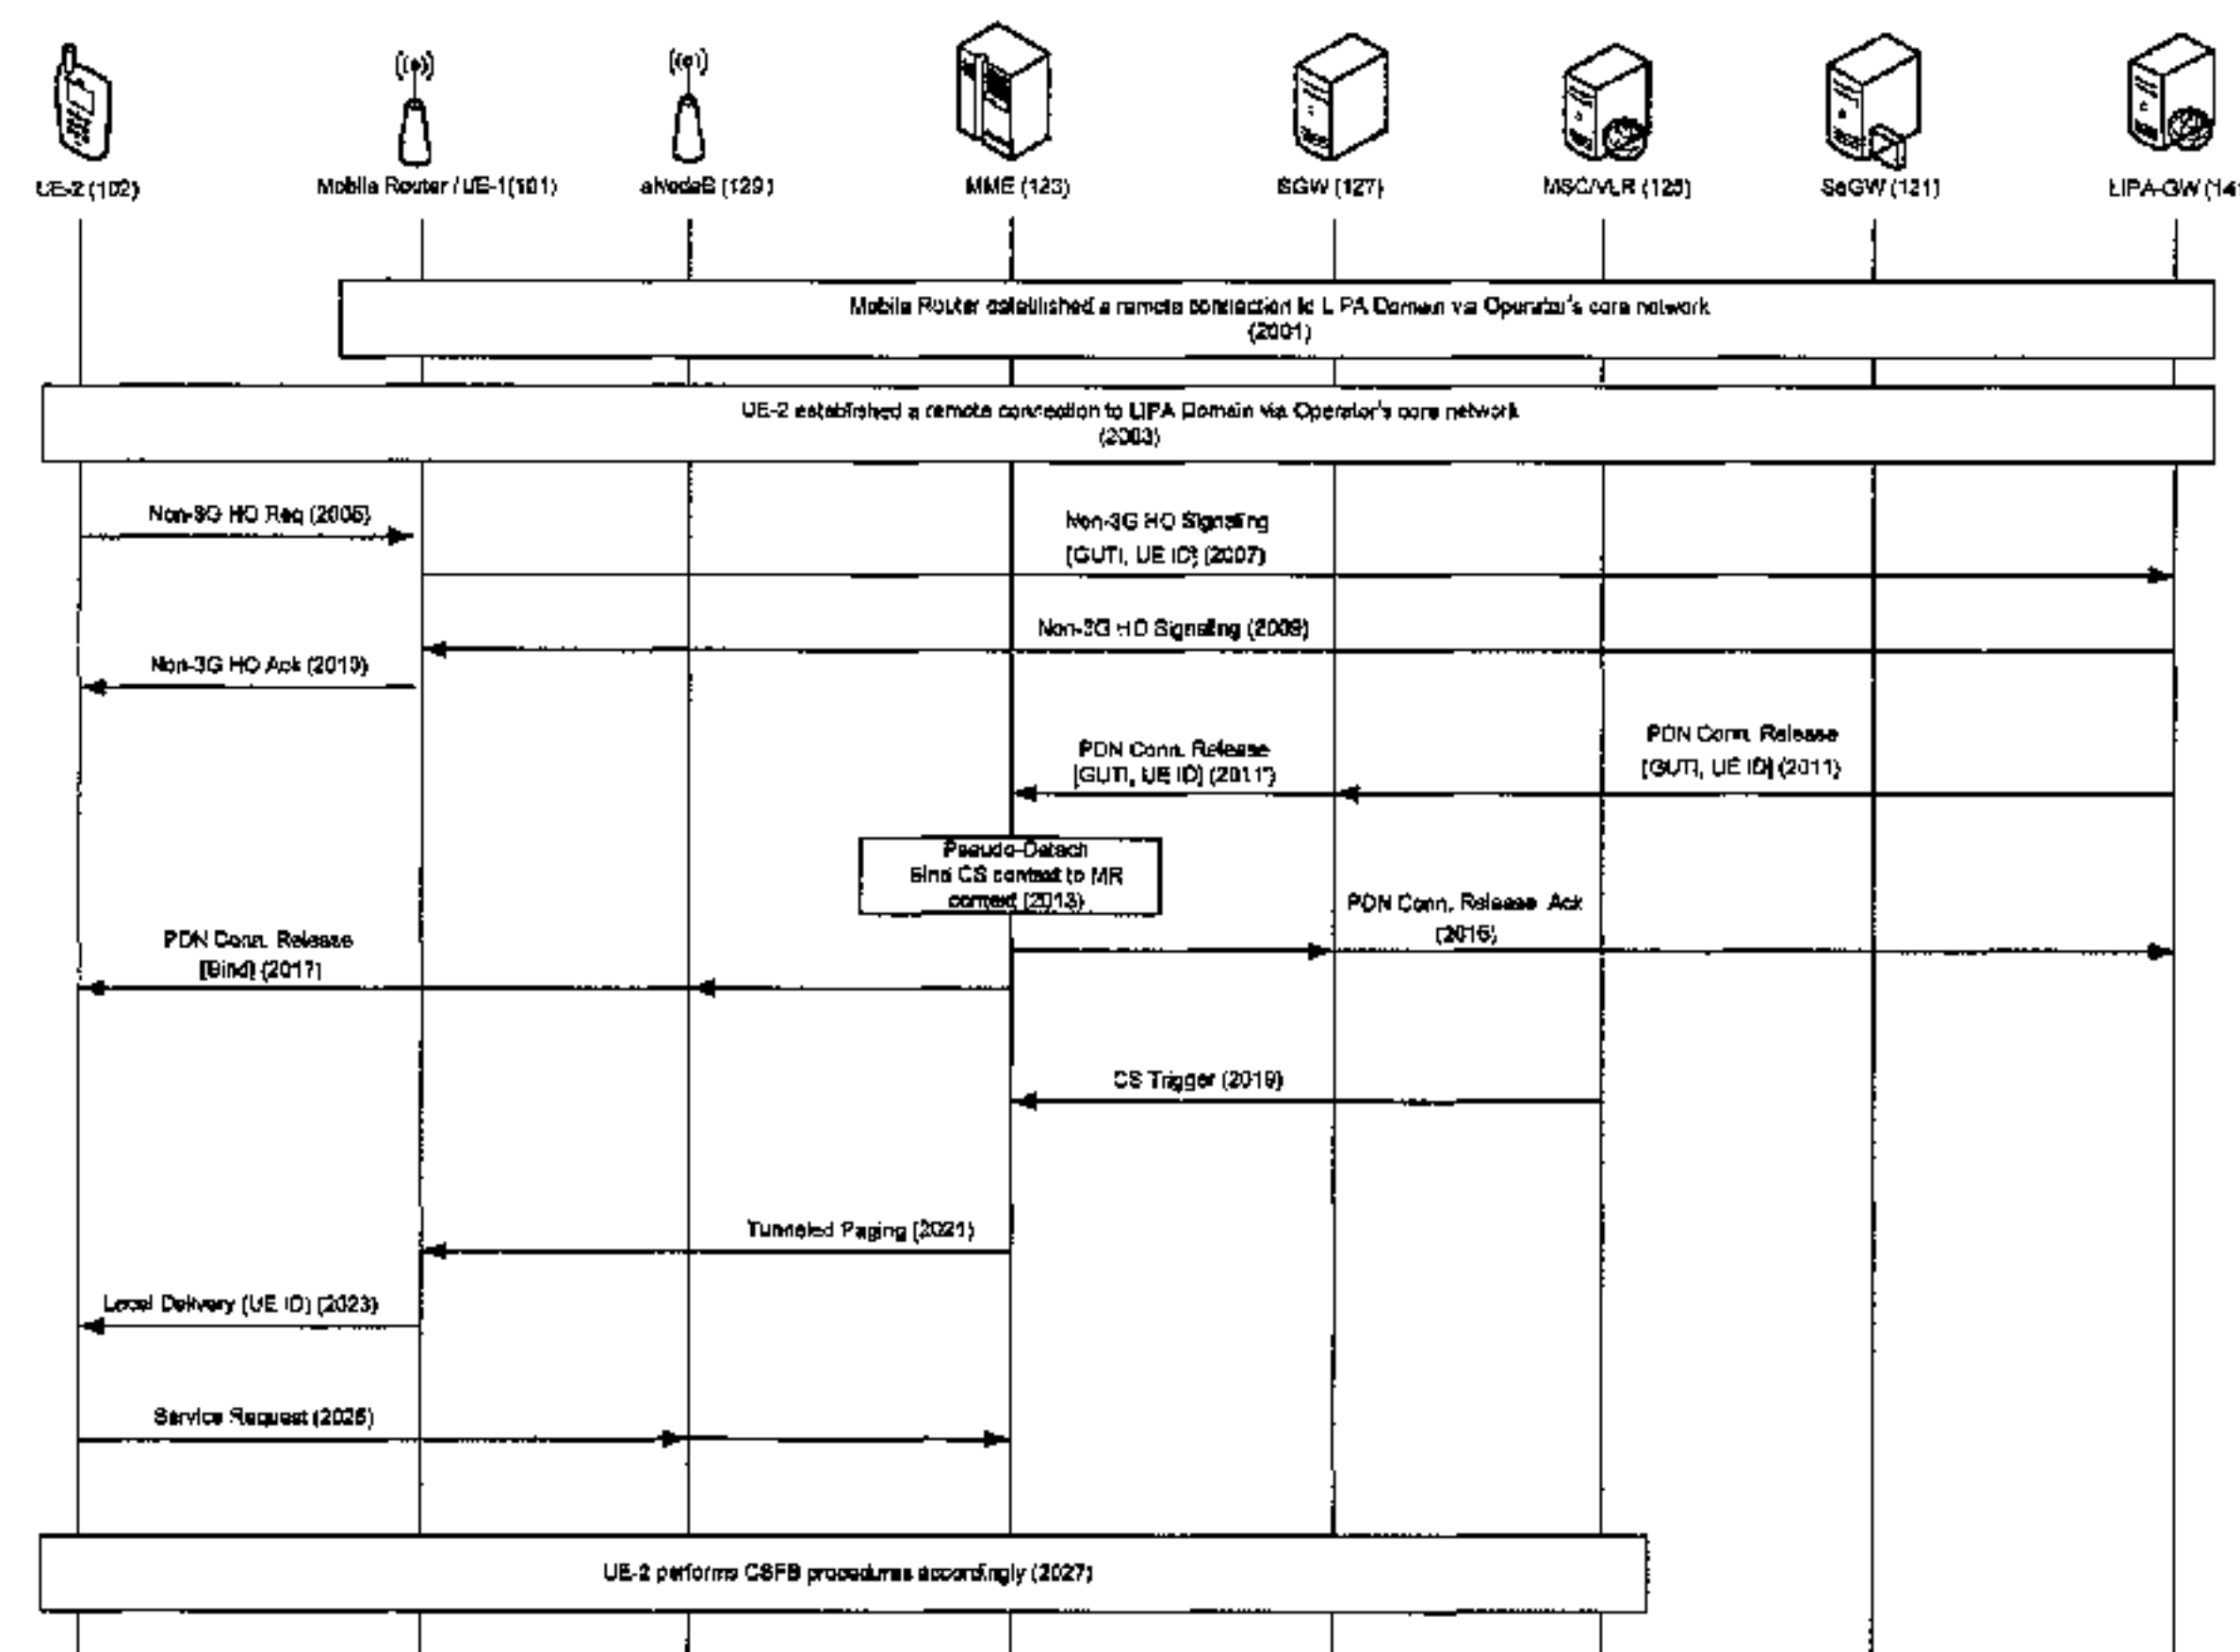 UE-2 (102)
Mobile Router / UE-1(101)
eNodeB (129)
MME (123)
SGW (127)
MSC/VLR (125)
SeGW (121)
LIPA-GW (141
Mobile Router established a remote connection to LIPA Domain via Operator's core network
(2001)
UE-2 established a remote connection to LIPA Domain via Operator's core network
(2003)
Non-3G HO Req (2005)
Non-3G HO Signaling
[GUTI, UE ID] (2007)
Non-3G HO Signaling (2009)
Non-3G HO Ack (2010)
PDN Conn. Release
[GUTI, UE ID] (2011)
PDN Conn. Release
[GUTI, UE ID] (2011')
Pseudo-Detach
Bind CS context to MR
context (2013)
PDN Conn. Release Ack
(2015)
PDN Conn. Release
[Bind] (2017)
CS Trigger (2019)
Tunneled Paging (2021)
Local Delivery (UE ID) (2023)
Service Request (2025)
UE-2 performs CSFB procedures accordingly (2027)